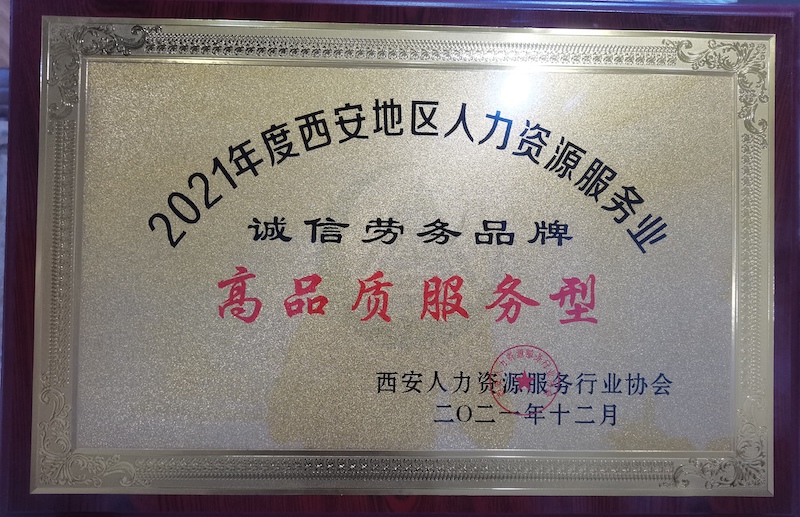 2021年度西安地区人力资源服务业
诚信劳务品牌
高品质服务型
西安人力资源服务行业协会
二〇二一年十二月